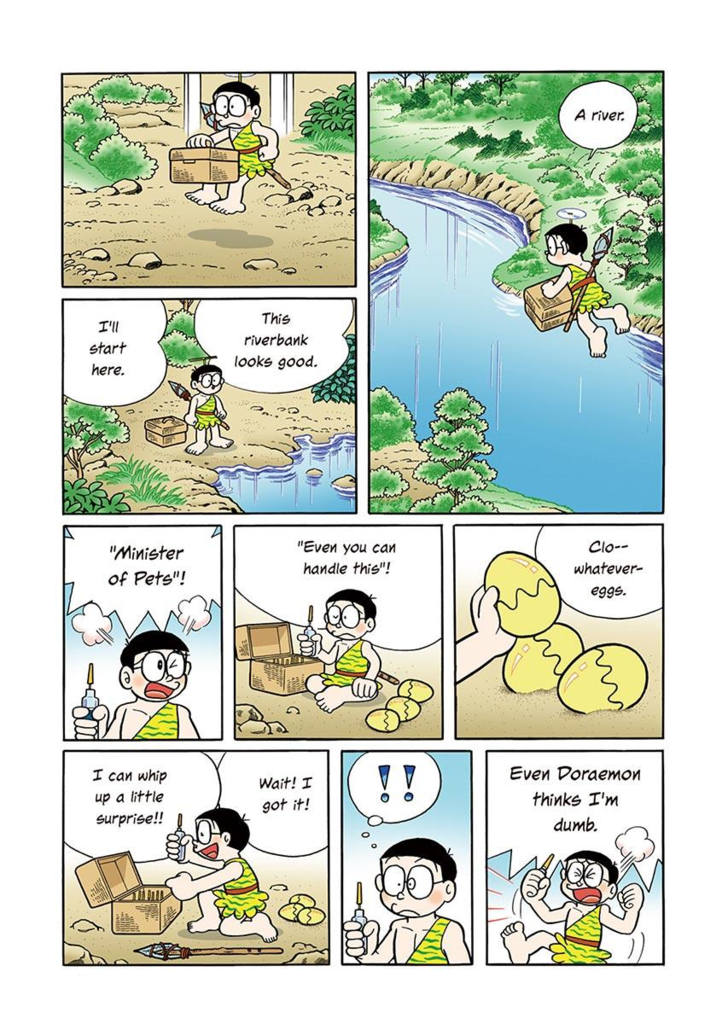 A river.
This
riverbank
looks good.
I'll
start
here.
Clo--
whatever-
eggs.
"Even you can
handle this"!
"Minister
of Pets"!
Even Doraemon
thinks I'm
dumb.
!!
Wait! I
got it!
I can whip
up a little
surprise!!